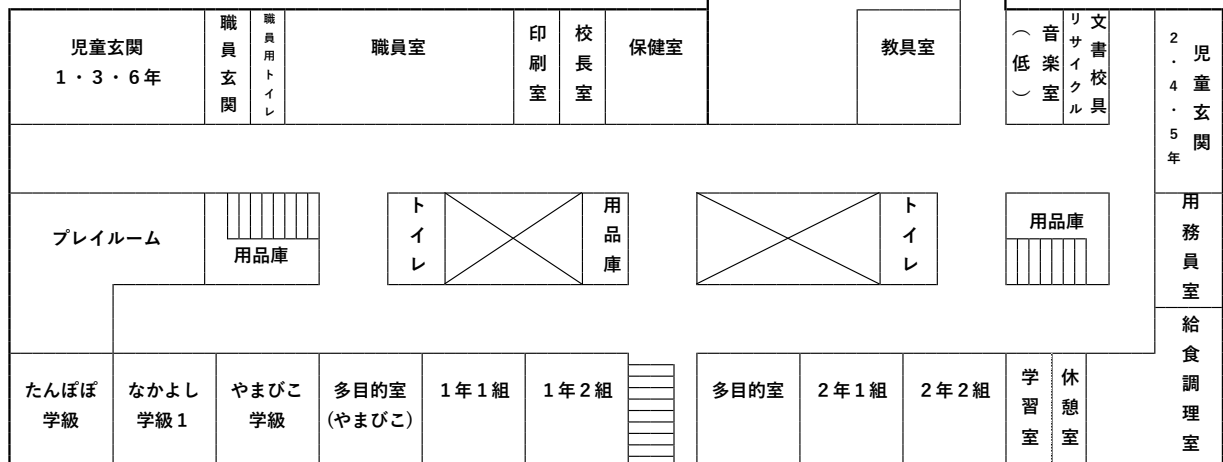 児童玄関
１・３・６年
職員玄関
職員用トイレ
職員室
印刷室
校長室
保健室
教具室
音楽室
（低）
リサイクル
文書校具
児童玄関
２・４・５年
プレイルーム
用品庫
トイレ
用品庫
トイレ
用品庫
用務員室
給食調理室
たんぽぽ
学級
なかよし
学級１
やまびこ
学級
多目的室
(やまびこ)
１年１組
１年２組
多目的室
２年１組
２年２組
学習室
休憩室